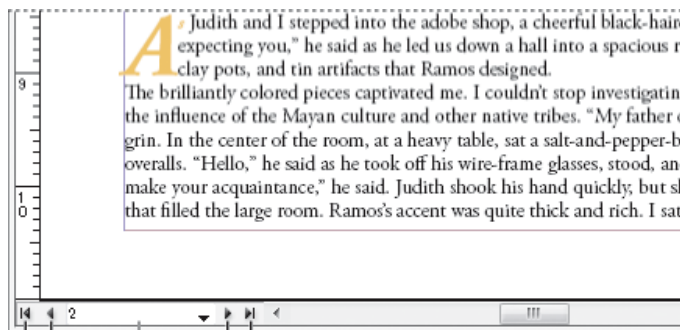 As Judith and I stepped into the adobe shop, a cheerful black-haire
expecting you,” he said as he led us down a hall into a spacious r
clay pots, and tin artifacts that Ramos designed.
The brilliantly colored pieces captivated me. I couldn’t stop investigatin
the influence of the Mayan culture and other native tribes. “My father
grin. In the center of the room, at a heavy table, sat a salt-and-pepper-b
overalls. “Hello,” he said as he took off his wire-frame glasses, stood, an
make your acquaintance,” he said. Judith shook his hand quickly, but sh
that filled the large room. Ramos’s accent was quite thick and rich. I sat
9
10
2